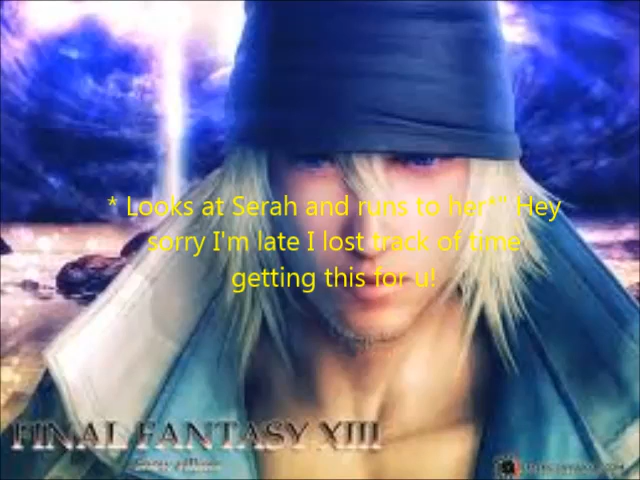 * Looks at Serah and runs to her*" Hey
sorry I'm late I lost track of time
getting this for u!
FINAL FANTASY XIII